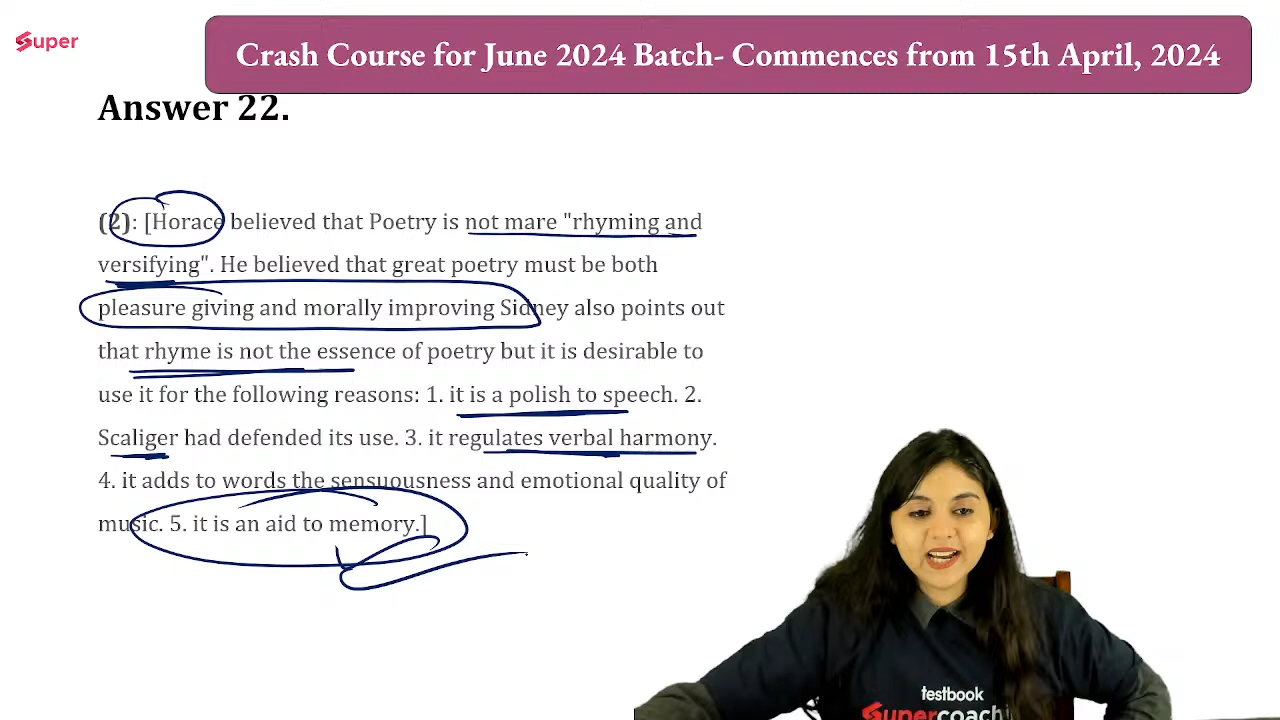 Super
Crash Course for June 2024 Batch- Commences from 15th April, 2024
Answer 22.
(2): [Horace believed that Poetry is not mare "rhyming and
versifying". He believed that great poetry must be both
pleasure giving and morally improving Sidney also points out
that rhyme is not the essence of poetry but it is desirable to
use it for the following reasons: 1. it is a polish to speech. 2.
Scaliger had defended its use. 3. it regulates verbal harmony.
4. it adds to words the sensuousness and emotional quality of
music. 5. it is an aid to memory.]
testbook
Supercoachi